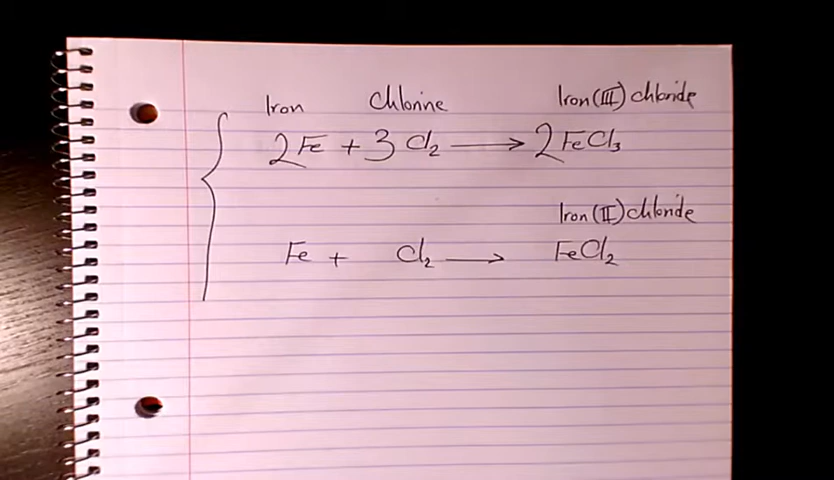 Iron Chlorine Iron(III) chloride
2Fe + 3Cl₂ → 2FeCl₃
Iron(II) chloride
Fe + Cl₂ → FeCl₂